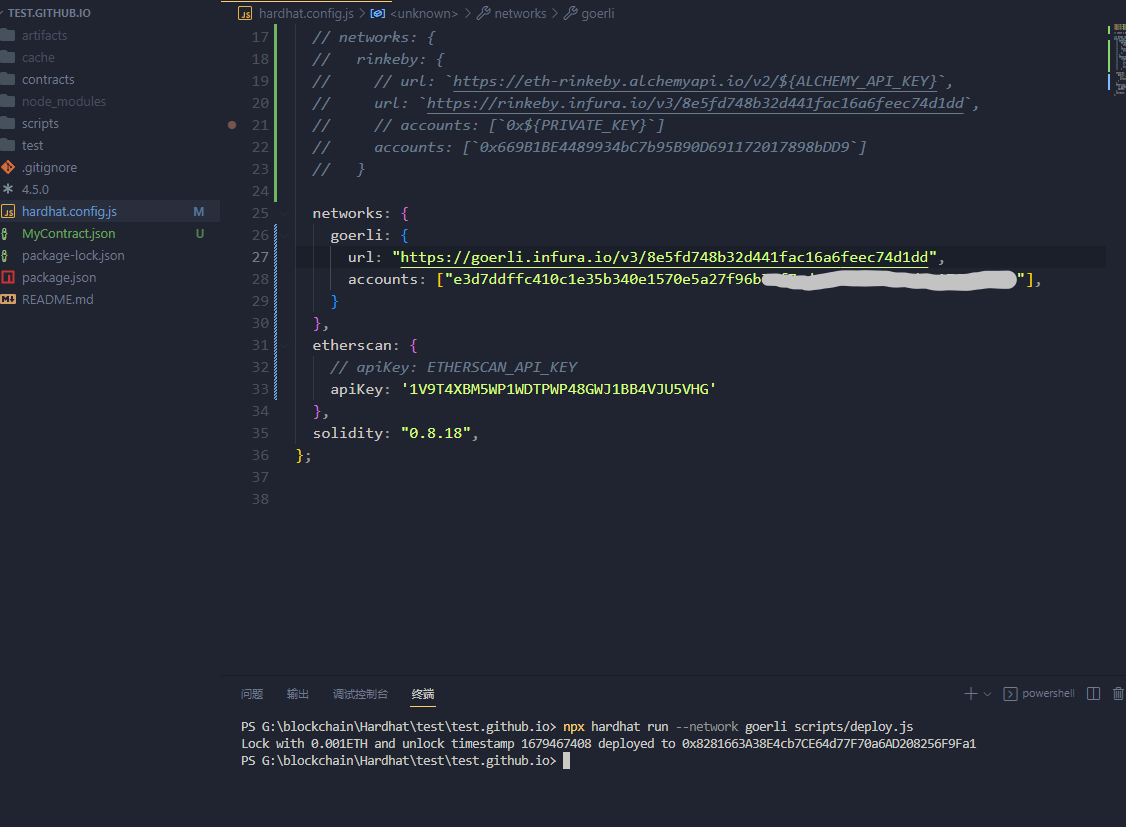 TEST.GITHUB.IO
artifacts
cache
contracts
node_modules
scripts
test
.gitignore
4.5.0
hardhat.config.js M
MyContract.json U
package-lock.json
package.json
README.md
hardhat.config.js > <unknown> > networks > goerli
17 // networks: {
18 //   rinkeby: {
19 //     // url: `https://eth-rinkeby.alchemyapi.io/v2/${ALCHEMY_API_KEY}`,
20 //     url: `https://rinkeby.infura.io/v3/8e5fd748b32d441fac16a6feec74d1dd`,
21 //     // accounts: [`0x${PRIVATE_KEY}`]
22 //     accounts: [`0x669B1BE4489934bC7b95B90D691172017898bDD9`]
23 //   }
24
25 networks: {
26   goerli: {
27     url: "https://goerli.infura.io/v3/8e5fd748b32d441fac16a6feec74d1dd",
28     accounts: ["e3d7ddffc410c1e35b340e1570e5a27f96b"],
29   }
30 },
31 etherscan: {
32   // apiKey: ETHERSCAN_API_KEY
33   apiKey: '1V9T4XBM5WP1WDTPWP48GWJ1BB4VJU5VHG'
34 },
35 solidity: "0.8.18",
36 };
37
38
问题 输出 调试控制台 终端 powershell
PS G:\blockchain\Hardhat\test\test.github.io> npx hardhat run --network goerli scripts/deploy.js
Lock with 0.001ETH and unlock timestamp 1679467408 deployed to 0x8281663A38E4cb7CE64d77F70a6AD208256F9Fa1
PS G:\blockchain\Hardhat\test\test.github.io>